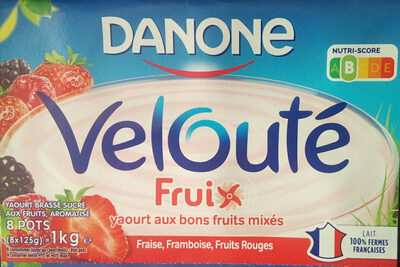 DANONE
NUTRI-SCORE
A B C D E
Velouté
Fruix
yaourt aux bons fruits mixés
YAOURT BRASSÉ SUCRÉ
AUX FRUITS, AROMATISÉ
8 POTS
(8x125g)=1kg e
Fraise, Framboise, Fruits Rouges
LAIT
100% FERMES
FRANÇAISES